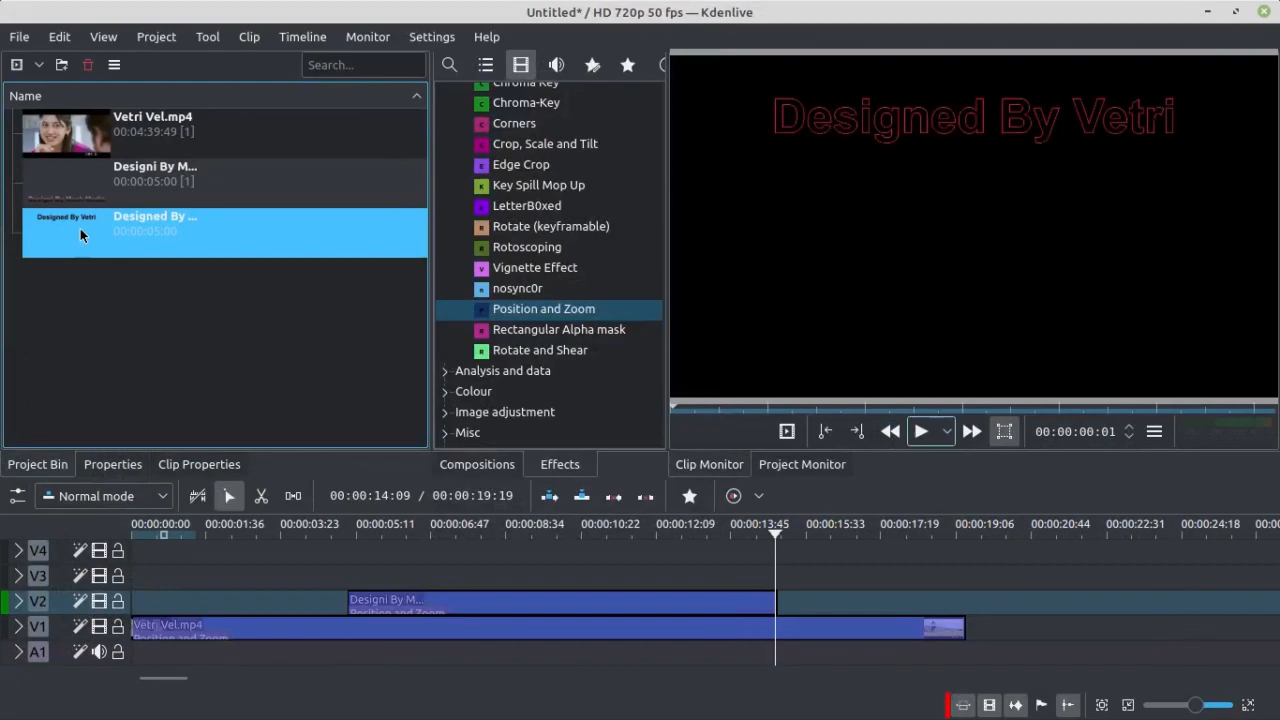 Untitled* / HD 720p 50 fps — Kdenlive
File Edit View Project Tool Clip Timeline Monitor Settings Help
Search...
Name
Vetri Vel.mp4
00:04:39:49 [1]
Designi By M...
00:00:05:00 [1]
Designed By Vetri
Designed By ...
00:00:05:00
Chroma Key
Chroma-Key
Corners
Crop, Scale and Tilt
Edge Crop
Key Spill Mop Up
LetterB0xed
Rotate (keyframable)
Rotoscoping
Vignette Effect
nosync0r
Position and Zoom
Rectangular Alpha mask
Rotate and Shear
Analysis and data
Colour
Image adjustment
Misc
Designed By Vetri
00:00:00:01
Project Bin Properties Clip Properties Compositions Effects Clip Monitor Project Monitor
Normal mode 00:00:14:09 / 00:00:19:19
00:00:00:00 00:00:01:36 00:00:03:23 00:00:05:11 00:00:06:47 00:00:08:34 00:00:10:22 00:00:12:09 00:00:13:45 00:00:15:33 00:00:17:19 00:00:19:06 00:00:20:44 00:00:22:31 00:00:24:18
V4
V3
V2 Designi By M...
Position and Zoom
V1 Vetri Vel.mp4
Position and Zoom
A1